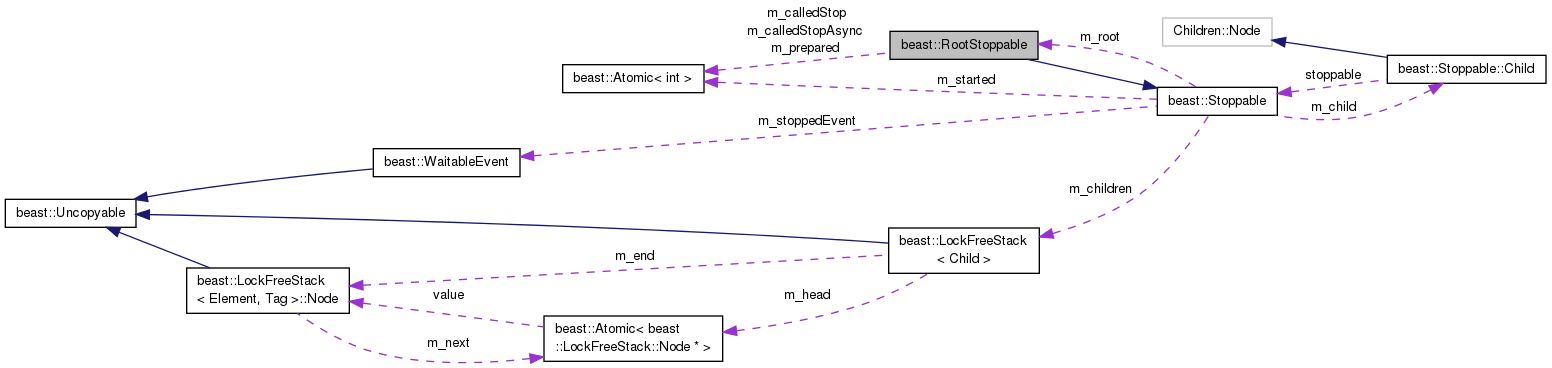 m_calledStop
m_calledStopAsync
m_prepared
beast::RootStoppable
m_root
Children::Node
beast::Atomic< int >
m_started
stoppable
beast::Stoppable::Child
beast::Stoppable
m_child
m_stoppedEvent
beast::WaitableEvent
m_children
beast::Uncopyable
beast::LockFreeStack
< Child >
m_end
beast::LockFreeStack
< Element, Tag >::Node
value
m_head
beast::Atomic< beast
::LockFreeStack::Node * >
m_next